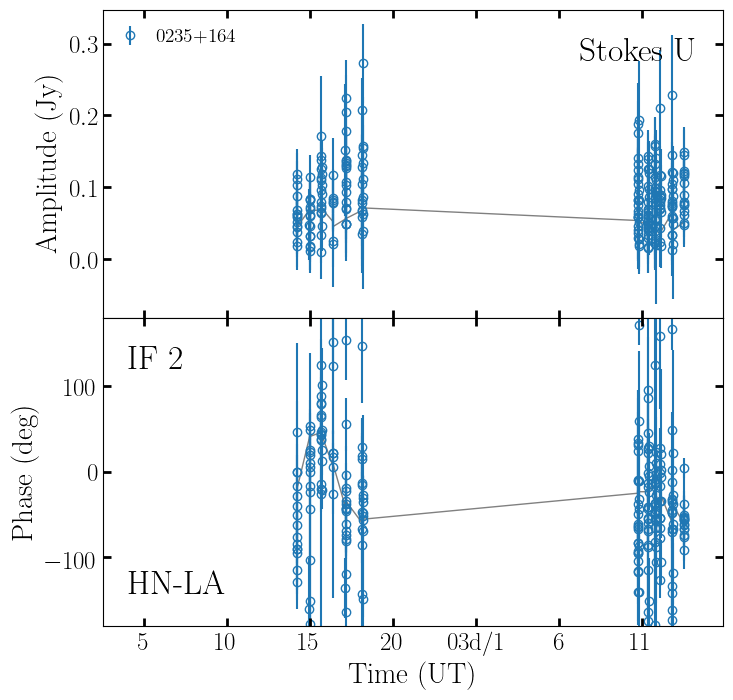 0235+164
Stokes U
0.3
0.2
0.1
0.0
Amplitude (Jy)
IF 2
100
0
−100
Phase (deg)
HN-LA
5 10 15 20 03d/1 6 11
Time (UT)